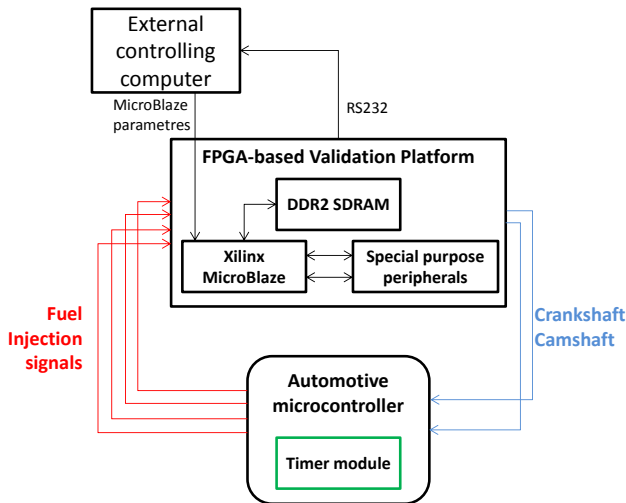 External
controlling
computer
MicroBlaze
parametres
RS232
FPGA-based Validation Platform
DDR2 SDRAM
Xilinx
MicroBlaze
Special purpose
peripherals
Fuel
Injection
signals
Crankshaft
Camshaft
Automotive
microcontroller
Timer module